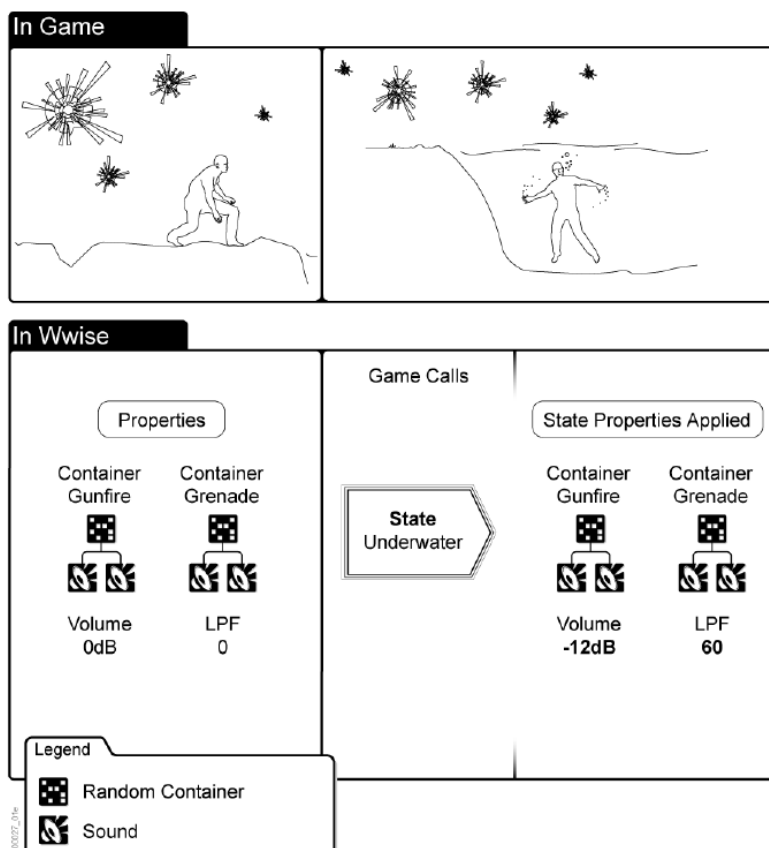 In Game
In Wwise
Properties
Container Gunfire
Container Grenade
Volume
0dB
LPF
0
Game Calls
State
Underwater
State Properties Applied
Container Gunfire
Container Grenade
Volume
-12dB
LPF
60
Legend
Random Container
Sound
00027_01e